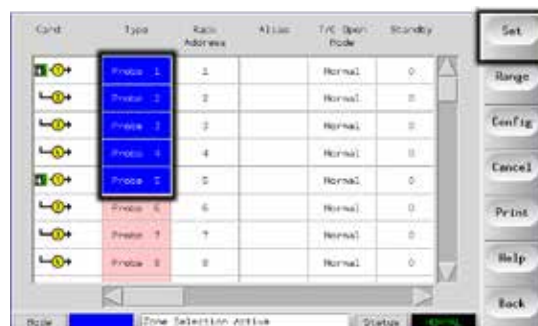 Card Type Rack Address Alias T/C Open Mode Standby
Probe 1 1 Normal 0
Probe 2 2 Normal 0
Probe 3 3 Normal 0
Probe 4 4 Normal 0
Probe 5 5 Normal 0
Probe 6 6 Normal 0
Probe 7 7 Normal 0
Probe 8 8 Normal 0
Set
Range
Config
Cancel
Print
Help
Back
Mode Zone Selection Active Status NORMAL